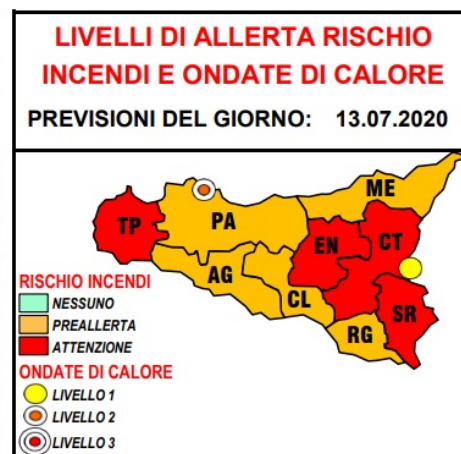 LIVELLI DI ALLERTA RISCHIO
INCENDI E ONDATE DI CALORE
PREVISIONI DEL GIORNO: 13.07.2020
ME
TP
PA
EN
CT
AG
CL
SR
RG
RISCHIO INCENDI
NESSUNO
PREALLERTA
ATTENZIONE
ONDATE DI CALORE
LIVELLO 1
LIVELLO 2
LIVELLO 3